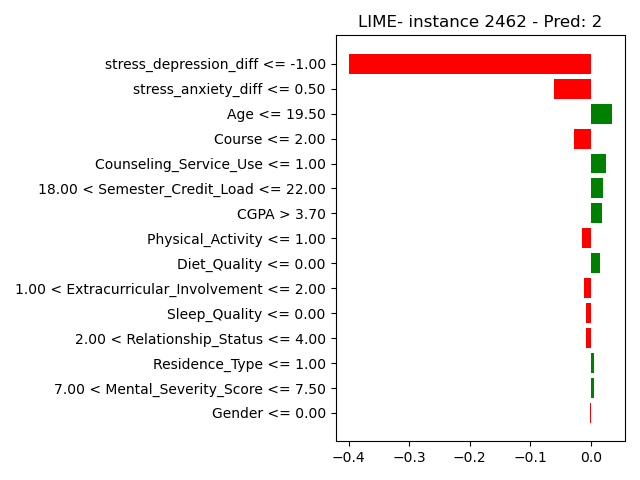 LIME- instance 2462 - Pred: 2
stress_depression_diff <= -1.00
stress_anxiety_diff <= 0.50
Age <= 19.50
Course <= 2.00
Counseling_Service_Use <= 1.00
18.00 < Semester_Credit_Load <= 22.00
CGPA > 3.70
Physical_Activity <= 1.00
Diet_Quality <= 0.00
1.00 < Extracurricular_Involvement <= 2.00
Sleep_Quality <= 0.00
2.00 < Relationship_Status <= 4.00
Residence_Type <= 1.00
7.00 < Mental_Severity_Score <= 7.50
Gender <= 0.00
−0.4 −0.3 −0.2 −0.1 0.0